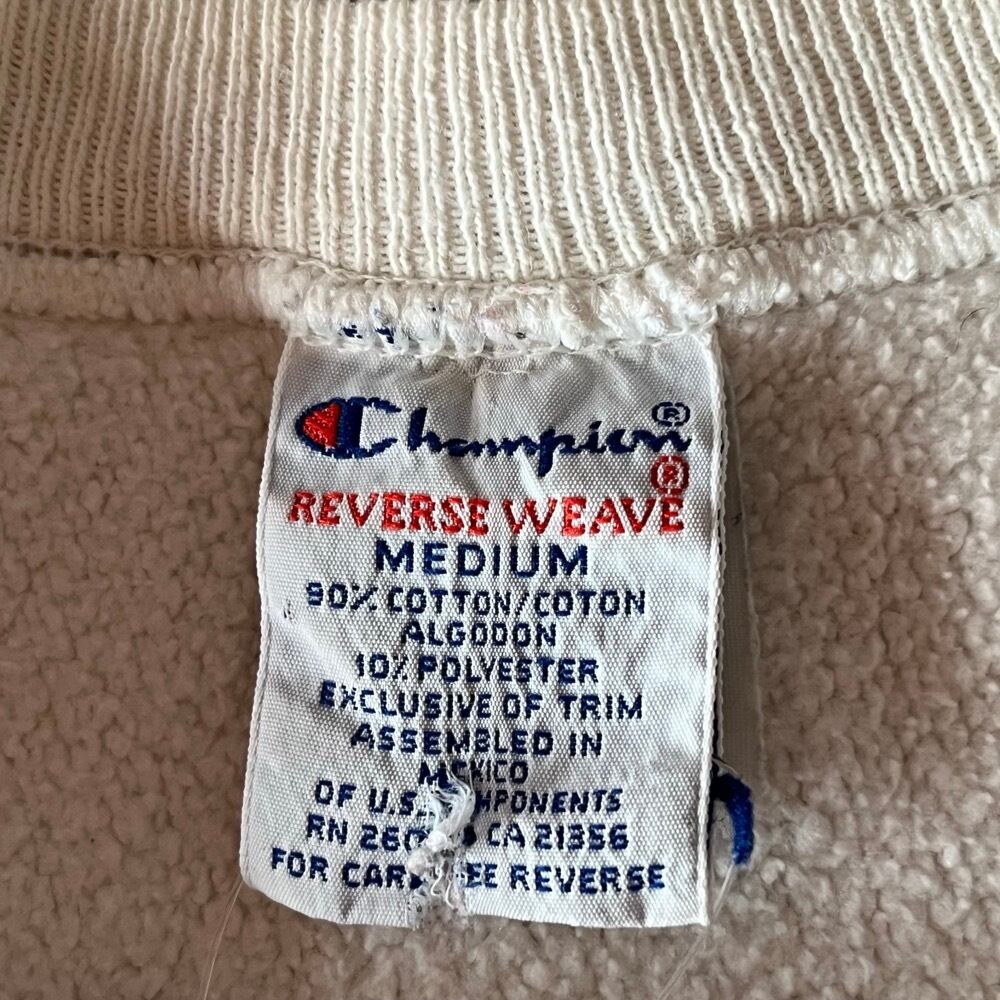 Champion®
REVERSE WEAVE®
MEDIUM
90% COTTON/COTON
ALGODON
10% POLYESTER
EXCLUSIVE OF TRIM
ASSEMBLED IN
MEXICO
OF U.S.
RN CA 21356
FOR REVERSE